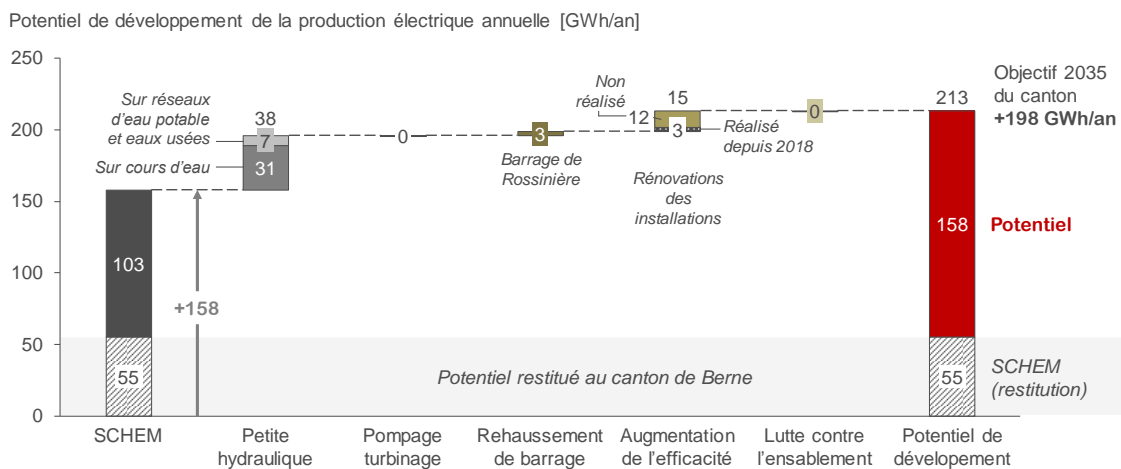 Potentiel de développement de la production électrique annuelle [GWh/an]
250
200
150
100
50
0
103
55
+158
Sur réseaux
d'eau potable
et eaux usées
Sur cours d'eau
38
7
31
0
3
Barrage de
Rossinière
Non
réalisé
12
15
3
Réalisé
depuis 2018
Rénovations
des
installations
0
213
158
55
Objectif 2035
du canton
+198 GWh/an
Potentiel
Potentiel restitué au canton de Berne
SCHEM
(restitution)
SCHEM
Petite
hydraulique
Pompage
turbinage
Rehaussement
de barrage
Augmentation
de l'efficacité
Lutte contre
l'ensablement
Potentiel de
dévelopement